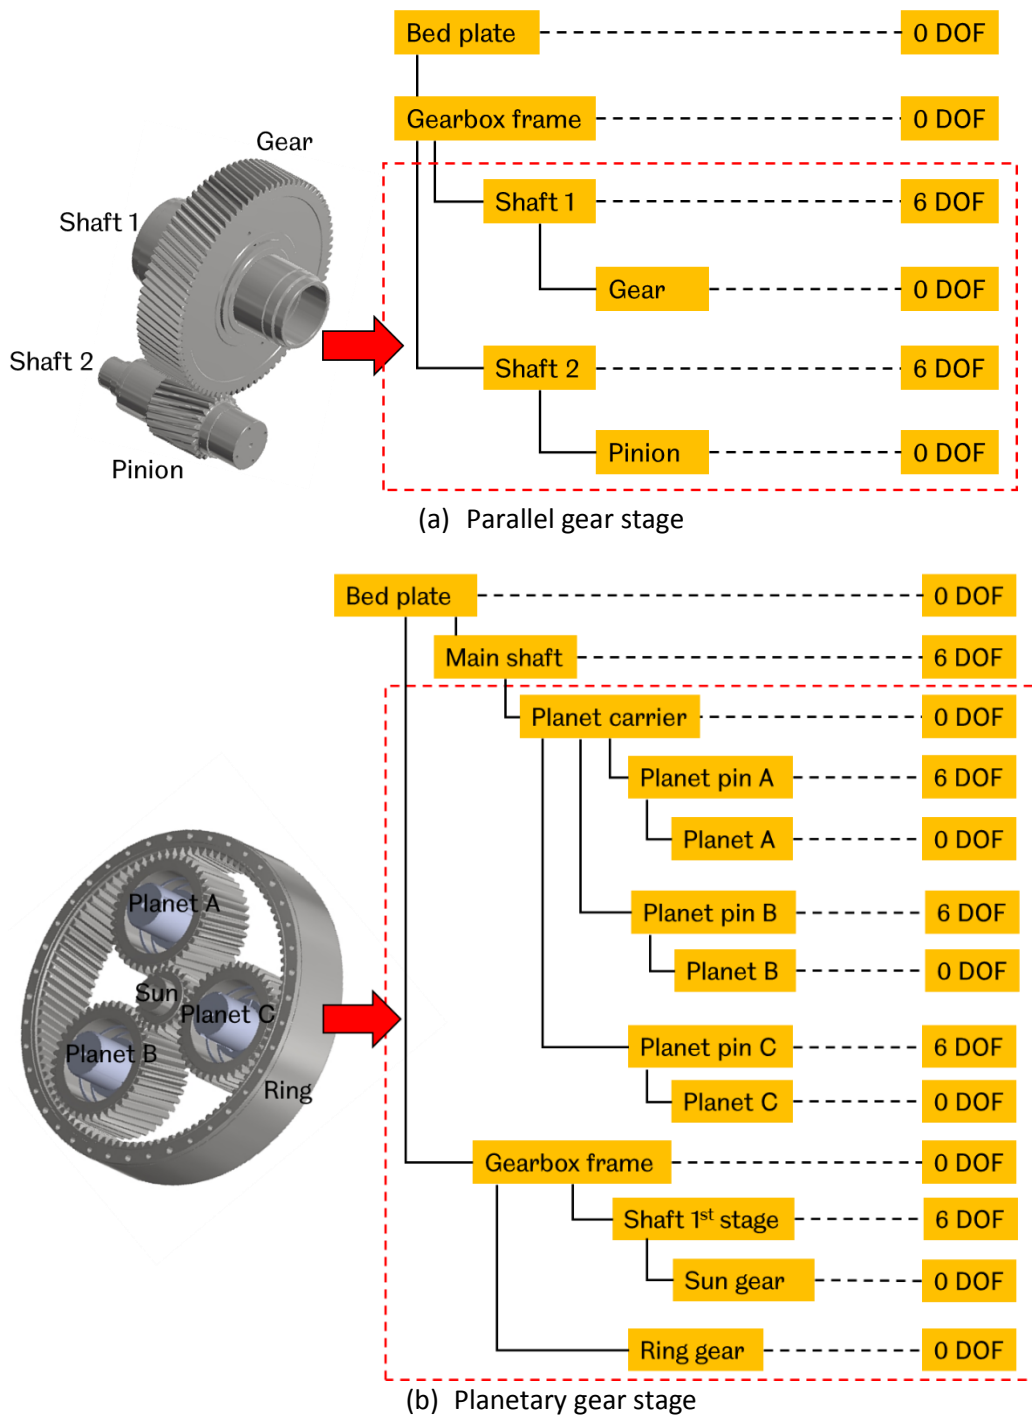 Bed plate 0 DOF
Gearbox frame 0 DOF
Gear
Shaft 1 6 DOF
Shaft 1
Gear 0 DOF
Shaft 2
Shaft 2 6 DOF
Pinion 0 DOF
Pinion
(a) Parallel gear stage
Bed plate 0 DOF
Main shaft 6 DOF
Planet carrier 0 DOF
Planet pin A 6 DOF
Planet A 0 DOF
Planet A
Planet pin B 6 DOF
Planet B 0 DOF
Sun
Planet C
Planet B
Ring
Planet pin C 6 DOF
Planet C 0 DOF
Gearbox frame 0 DOF
Shaft 1st stage 6 DOF
Sun gear 0 DOF
Ring gear 0 DOF
(b) Planetary gear stage